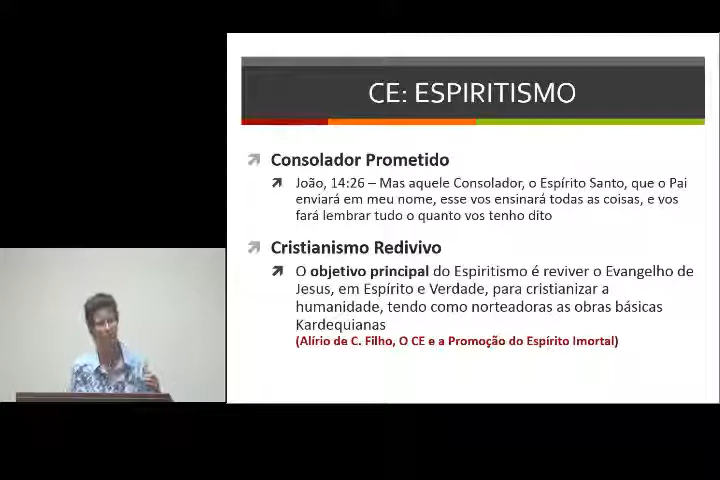 CE: ESPIRITISMO
Consolador Prometido
João, 14:26 – Mas aquele Consolador, o Espírito Santo, que o Pai
enviará em meu nome, esse vos ensinará todas as coisas, e vos
fará lembrar tudo o quanto vos tenho dito
Cristianismo Redivivo
O objetivo principal do Espiritismo é reviver o Evangelho de
Jesus, em Espírito e Verdade, para cristianizar a
humanidade, tendo como norteadoras as obras básicas
Kardequianas
(Alírio de C. Filho, O CE e a Promoção do Espírito Imortal)